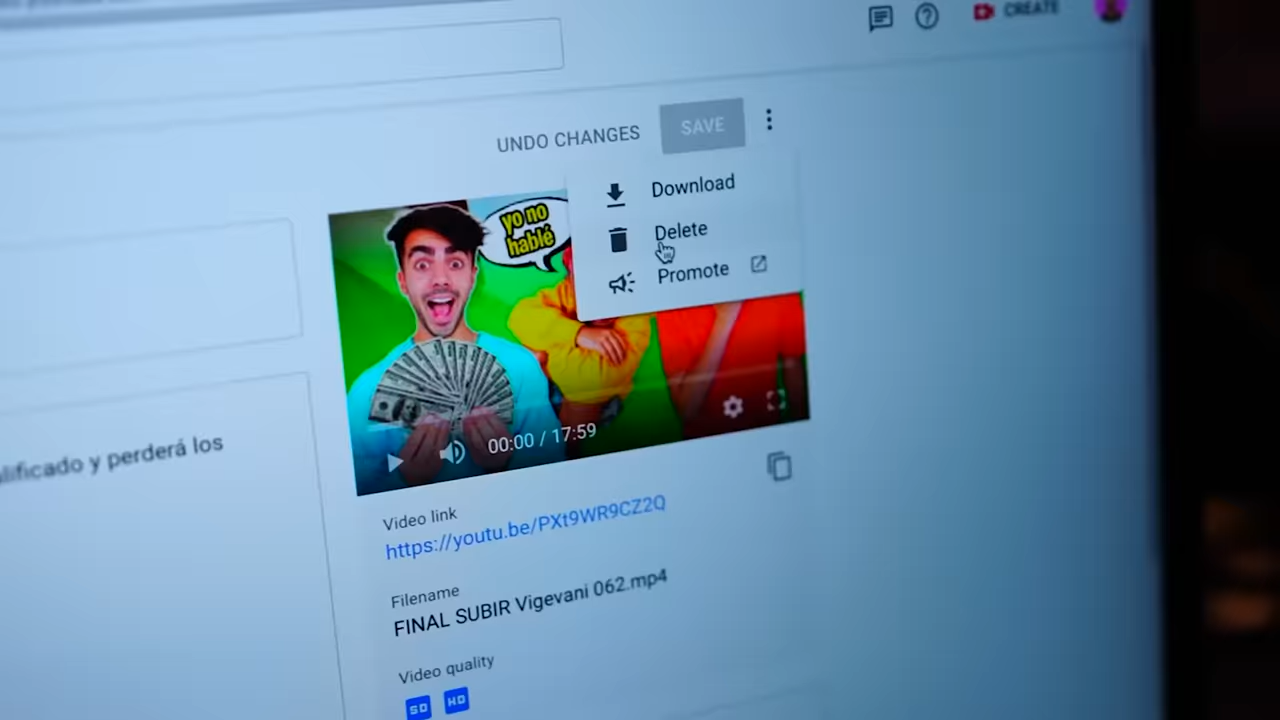 CREATE
UNDO CHANGES
SAVE
Download
Delete
Promote
yo no
hablé
00:00 / 17:59
lificado y perderá los
Video link
https://youtu.be/PXt9WR9CZ2Q
Filename
FINAL SUBIR Vigevani 062.mp4
Video quality
SD HD